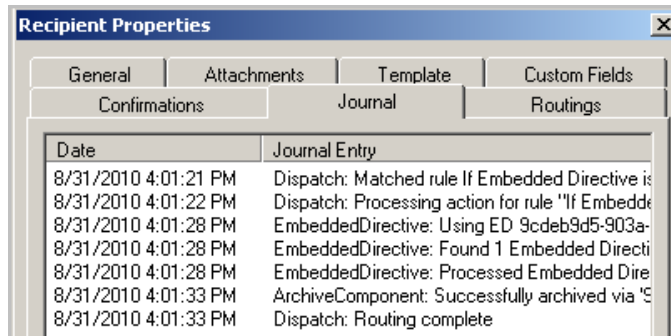 Recipient Properties
General Attachments Template Custom Fields
Confirmations Journal Routings
Date Journal Entry
8/31/2010 4:01:21 PM Dispatch: Matched rule If Embedded Directive is
8/31/2010 4:01:22 PM Dispatch: Processing action for rule "If Embedde
8/31/2010 4:01:28 PM EmbeddedDirective: Using ED 9cdeb9d5-903a-
8/31/2010 4:01:28 PM EmbeddedDirective: Found 1 Embedded Directi
8/31/2010 4:01:28 PM EmbeddedDirective: Processed Embedded Dire
8/31/2010 4:01:33 PM ArchiveComponent: Successfully archived via 'S
8/31/2010 4:01:33 PM Dispatch: Routing complete